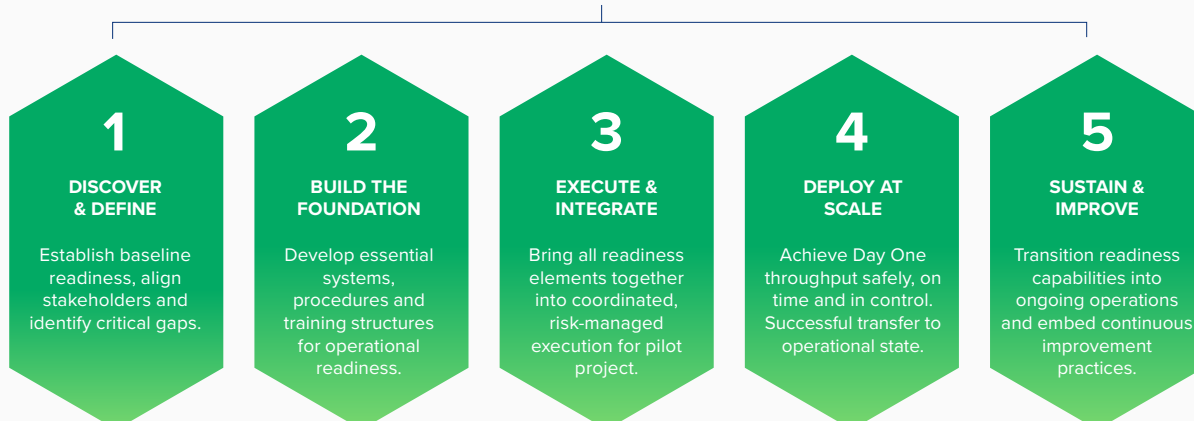 1
DISCOVER
& DEFINE
Establish baseline
readiness, align
stakeholders and
identify critical gaps.
2
BUILD THE
FOUNDATION
Develop essential
systems,
procedures and
training structures
for operational
readiness.
3
EXECUTE &
INTEGRATE
Bring all readiness
elements together
into coordinated,
risk-managed
execution for pilot
project.
4
DEPLOY AT
SCALE
Achieve Day One
throughput safely, on
time and in control.
Successful transfer to
operational state.
5
SUSTAIN &
IMPROVE
Transition readiness
capabilities into
ongoing operations
and embed continuous
improvement
practices.